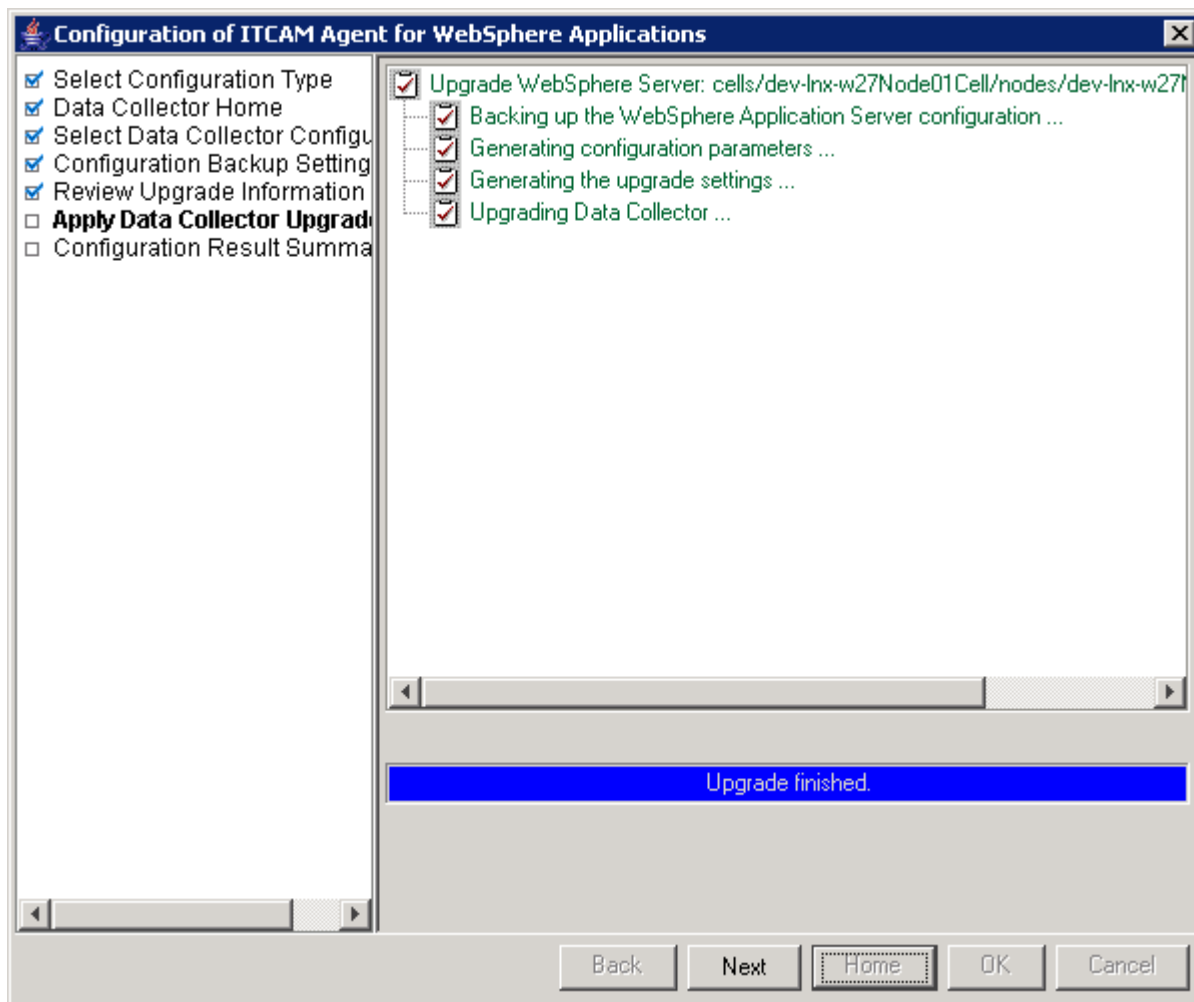 Configuration of ITCAM Agent for WebSphere Applications
Select Configuration Type
Data Collector Home
Select Data Collector Configu
Configuration Backup Setting
Review Upgrade Information
Apply Data Collector Upgrad
Configuration Result Summa
Upgrade WebSphere Server: cells/dev-lnx-w27Node01Cell/nodes/dev-lnx-w27
Backing up the WebSphere Application Server configuration ...
Generating configuration parameters ...
Generating the upgrade settings ...
Upgrading Data Collector ...
Upgrade finished.
Back Next Home OK Cancel